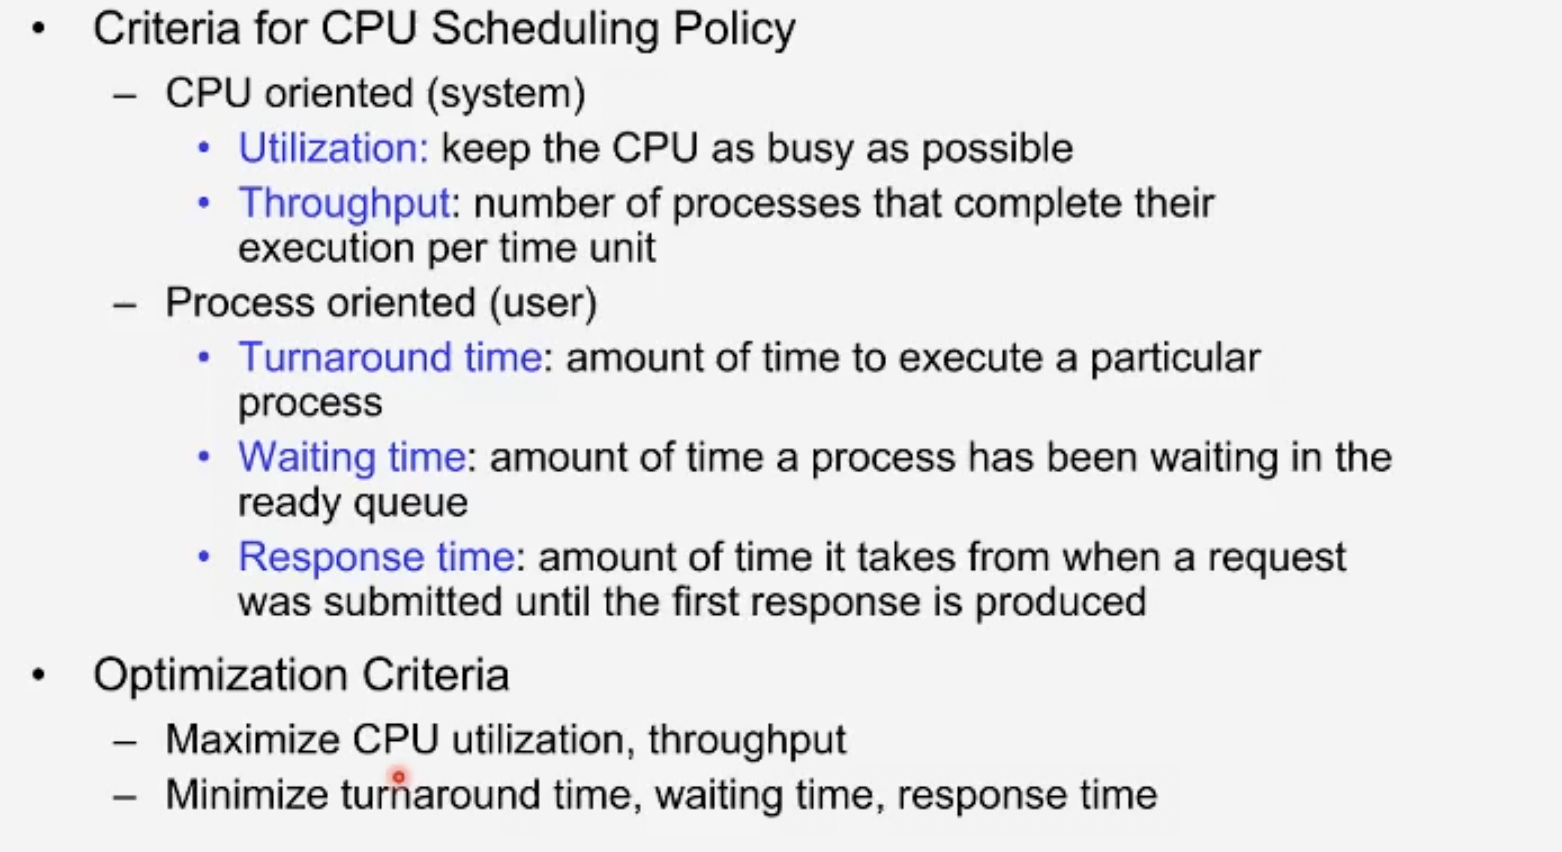 • Criteria for CPU Scheduling Policy
– CPU oriented (system)
• Utilization: keep the CPU as busy as possible
• Throughput: number of processes that complete their
execution per time unit
– Process oriented (user)
• Turnaround time: amount of time to execute a particular
process
• Waiting time: amount of time a process has been waiting in the
ready queue
• Response time: amount of time it takes from when a request
was submitted until the first response is produced
• Optimization Criteria
– Maximize CPU utilization, throughput
– Minimize turnaround time, waiting time, response time